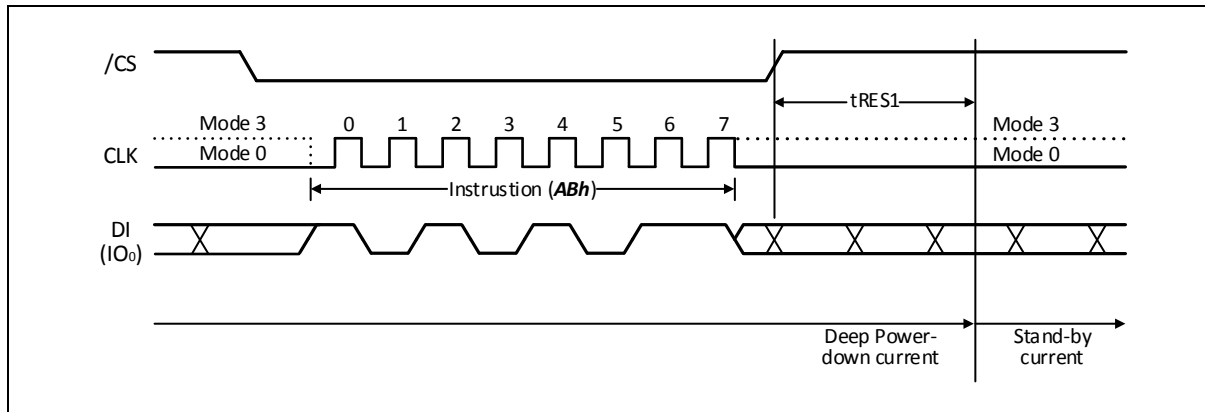 /CS
tRES1
0 1 2 3 4 5 6 7
Mode 3
Mode 3
CLK
Mode 0
Mode 0
Instrustion (ABh)
DI
(IO0)
Deep Power-
down current
Stand-by
current